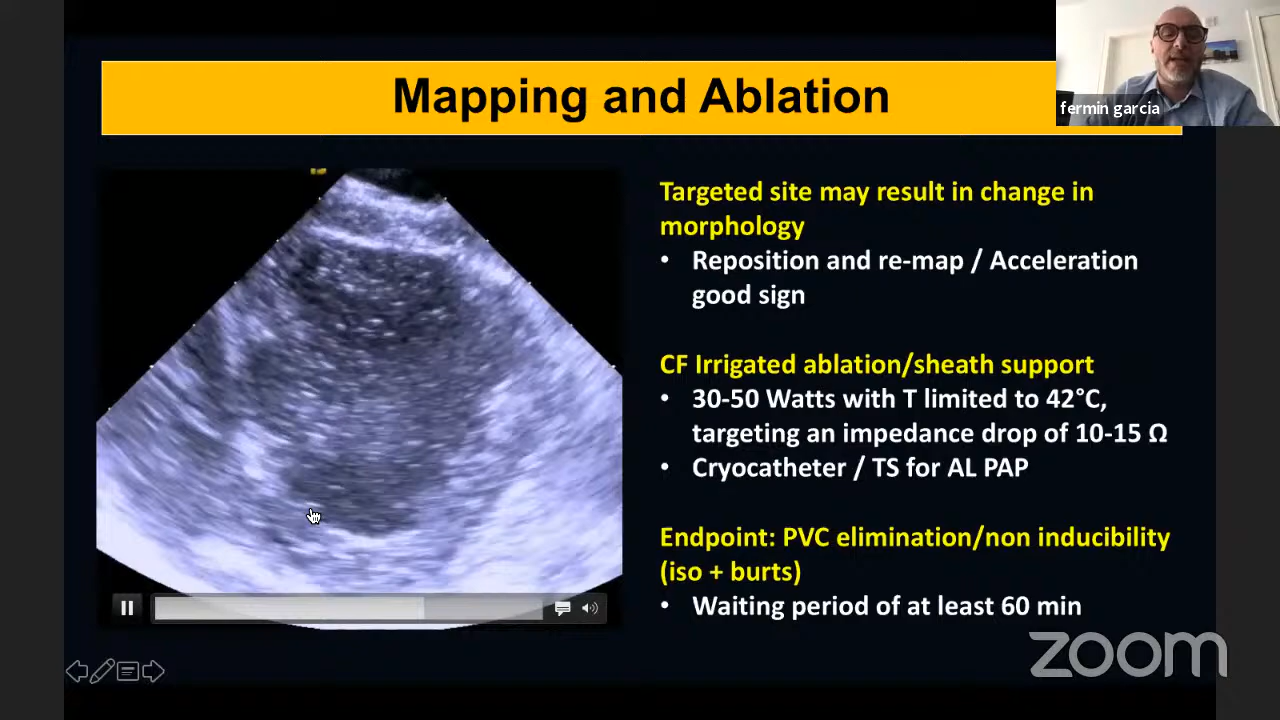 Mapping and Ablation
fermin garcia
Targeted site may result in change in
morphology
• Reposition and re-map / Acceleration
good sign
CF Irrigated ablation/sheath support
• 30-50 Watts with T limited to 42°C,
targeting an impedance drop of 10-15 Ω
• Cryocatheter / TS for AL PAP
Endpoint: PVC elimination/non inducibility
(iso + burts)
• Waiting period of at least 60 min
zoom